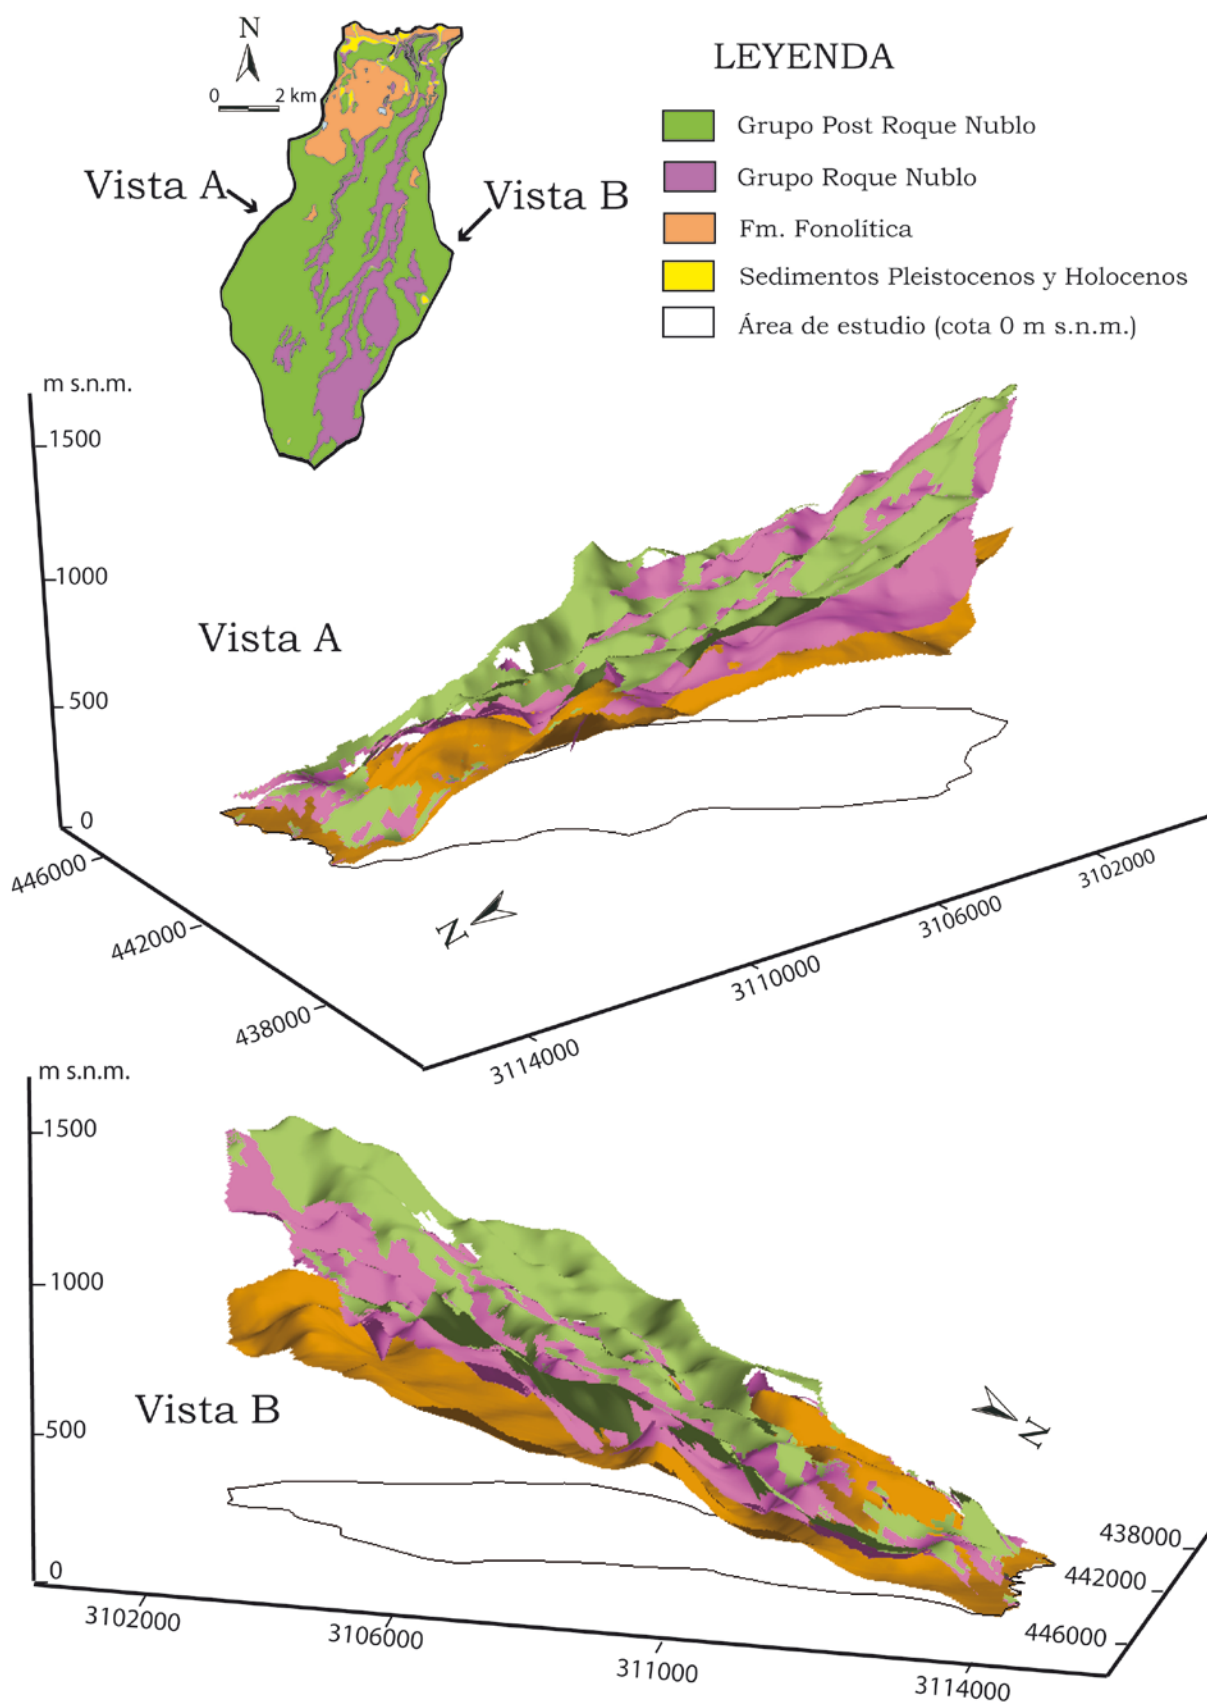 N
0 2 km
LEYENDA
Grupo Post Roque Nublo
Grupo Roque Nublo
Fm. Fonolítica
Sedimentos Pleistocenos y Holocenos
Área de estudio (cota 0 m s.n.m.)
Vista A
Vista B
m s.n.m.
1500
1000
500
0
Vista A
446000
442000
438000
N
3114000
3110000
3106000
3102000
m s.n.m.
1500
1000
500
0
Vista B
N
3102000
3106000
311000
3114000
438000
442000
446000